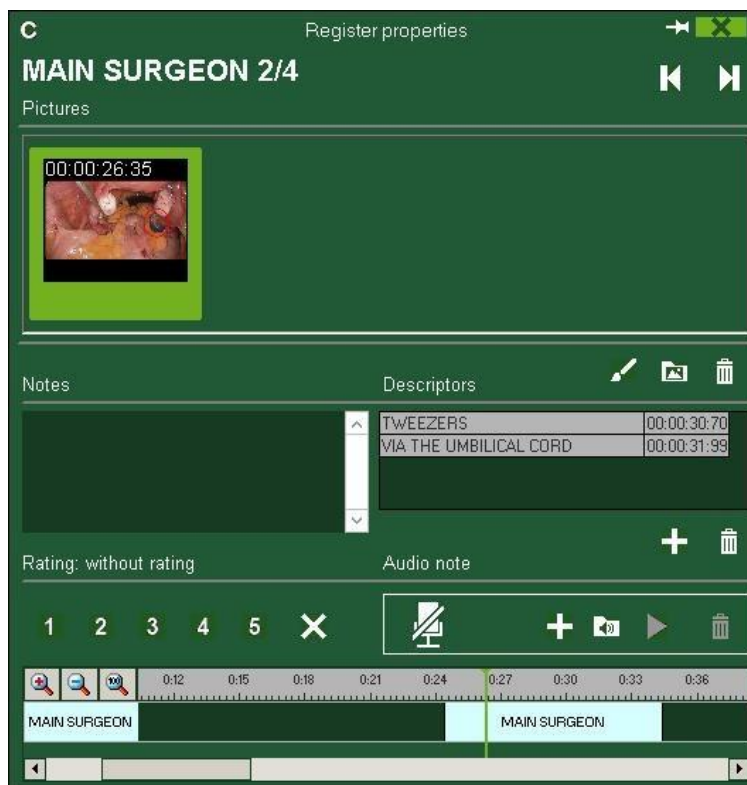 C Register properties
MAIN SURGEON 2/4
Pictures
00:00:26:35
Notes Descriptors
TWEEZERS 00:00:30:70
VIA THE UMBILICAL CORD 00:00:31:99
Rating: without rating Audio note
1 2 3 4 5
100 0:12 0:15 0:18 0:21 0:24 0:27 0:30 0:33 0:36
MAIN SURGEON MAIN SURGEON